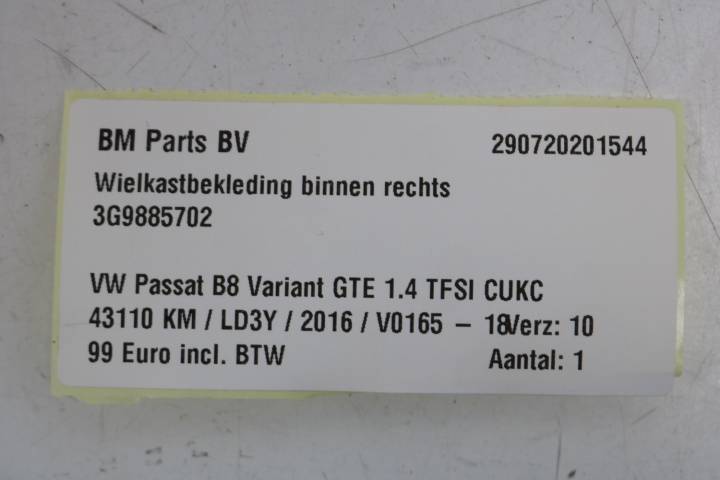 BM Parts BV 290720201544
Wielkastbekleding binnen rechts
3G9885702
VW Passat B8 Variant GTE 1.4 TFSI CUKC
43110 KM / LD3Y / 2016 / V0165 – 18Verz: 10
99 Euro incl. BTW Aantal: 1